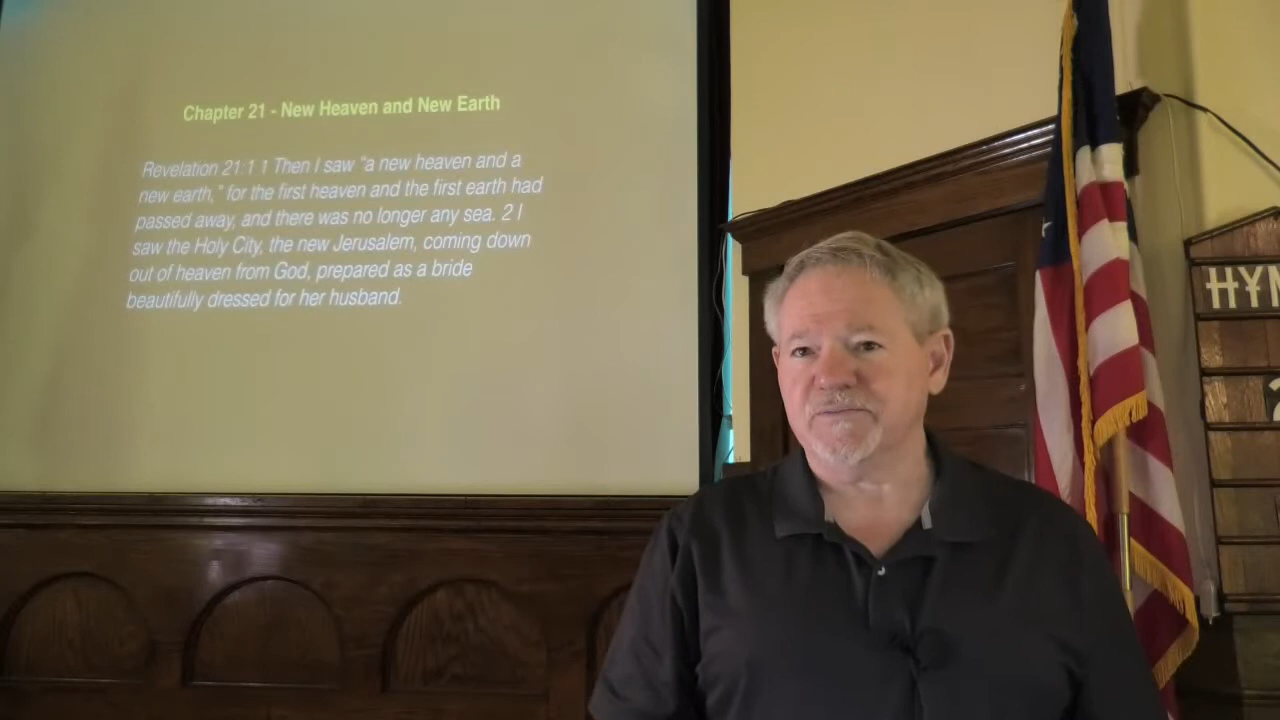 Chapter 21 - New Heaven and New Earth
Revelation 21:1 1 Then I saw "a new heaven and a
new earth," for the first heaven and the first earth had
passed away, and there was no longer any sea. 2 I
saw the Holy City, the new Jerusalem, coming down
out of heaven from God, prepared as a bride
beautifully dressed for her husband.
HYM